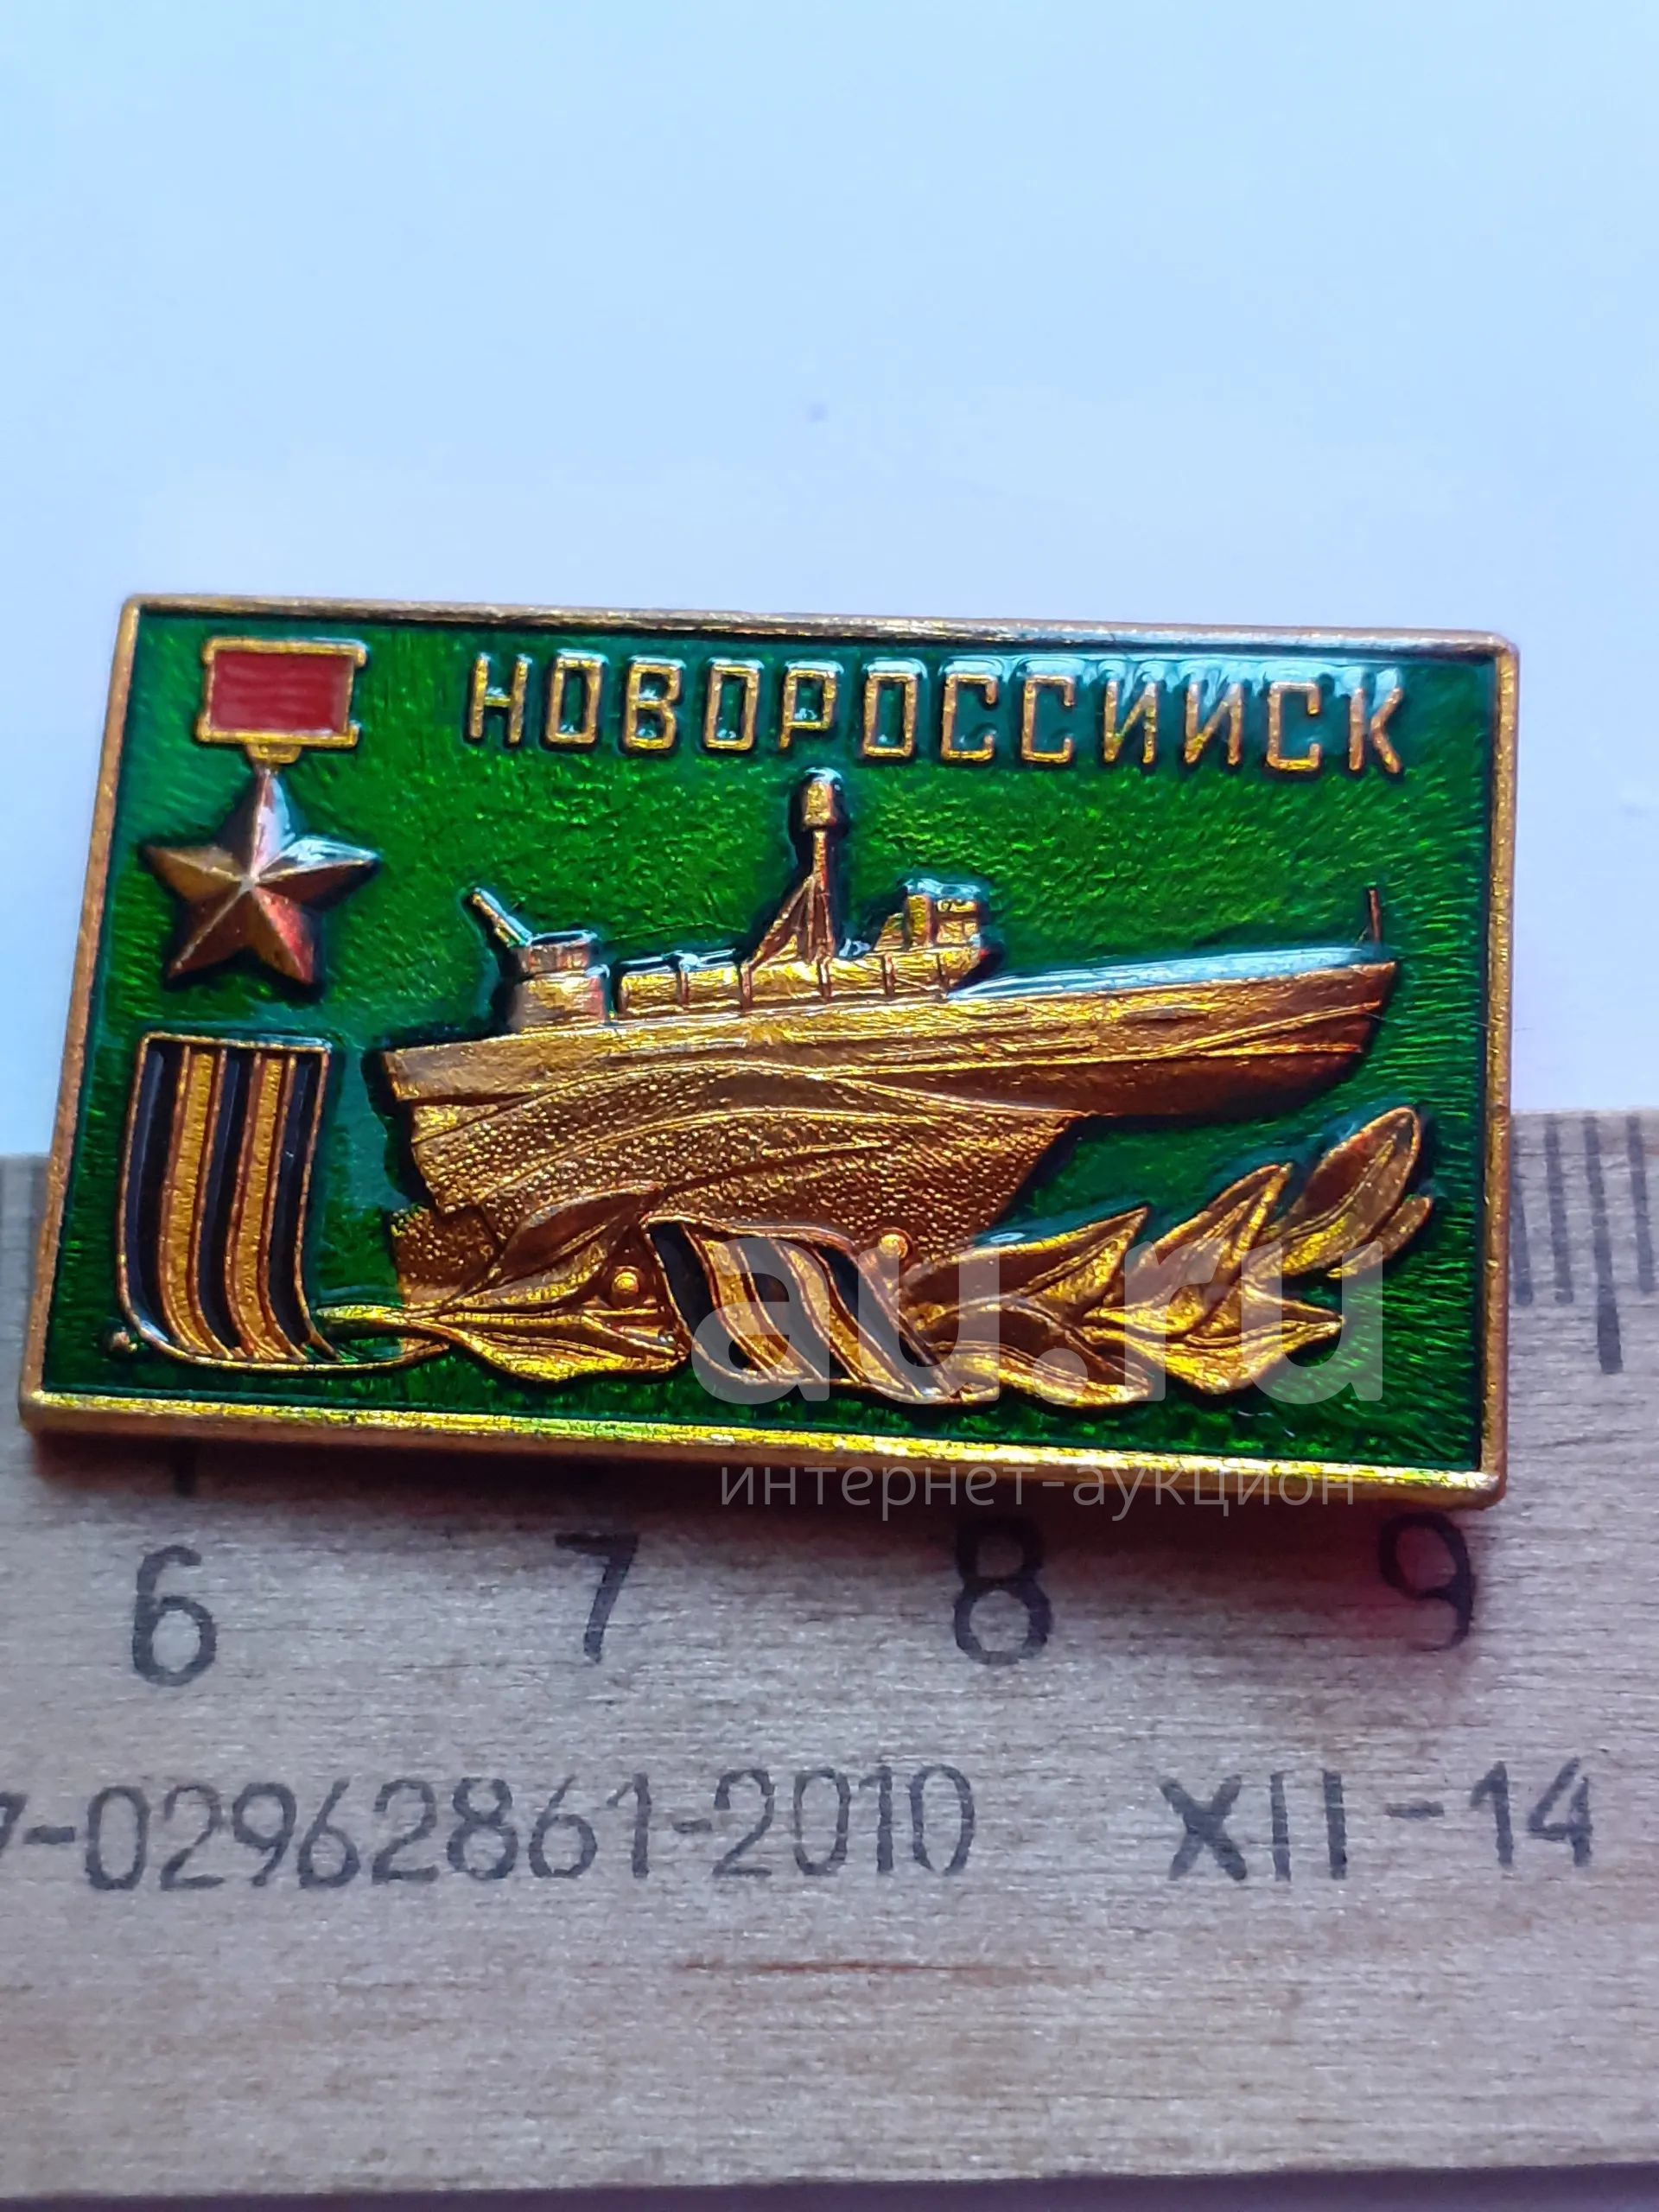 НОВОРОССИИСК
au.ru
интернет-аукцион
6 7 8 9
-02962861-2010 XII-14